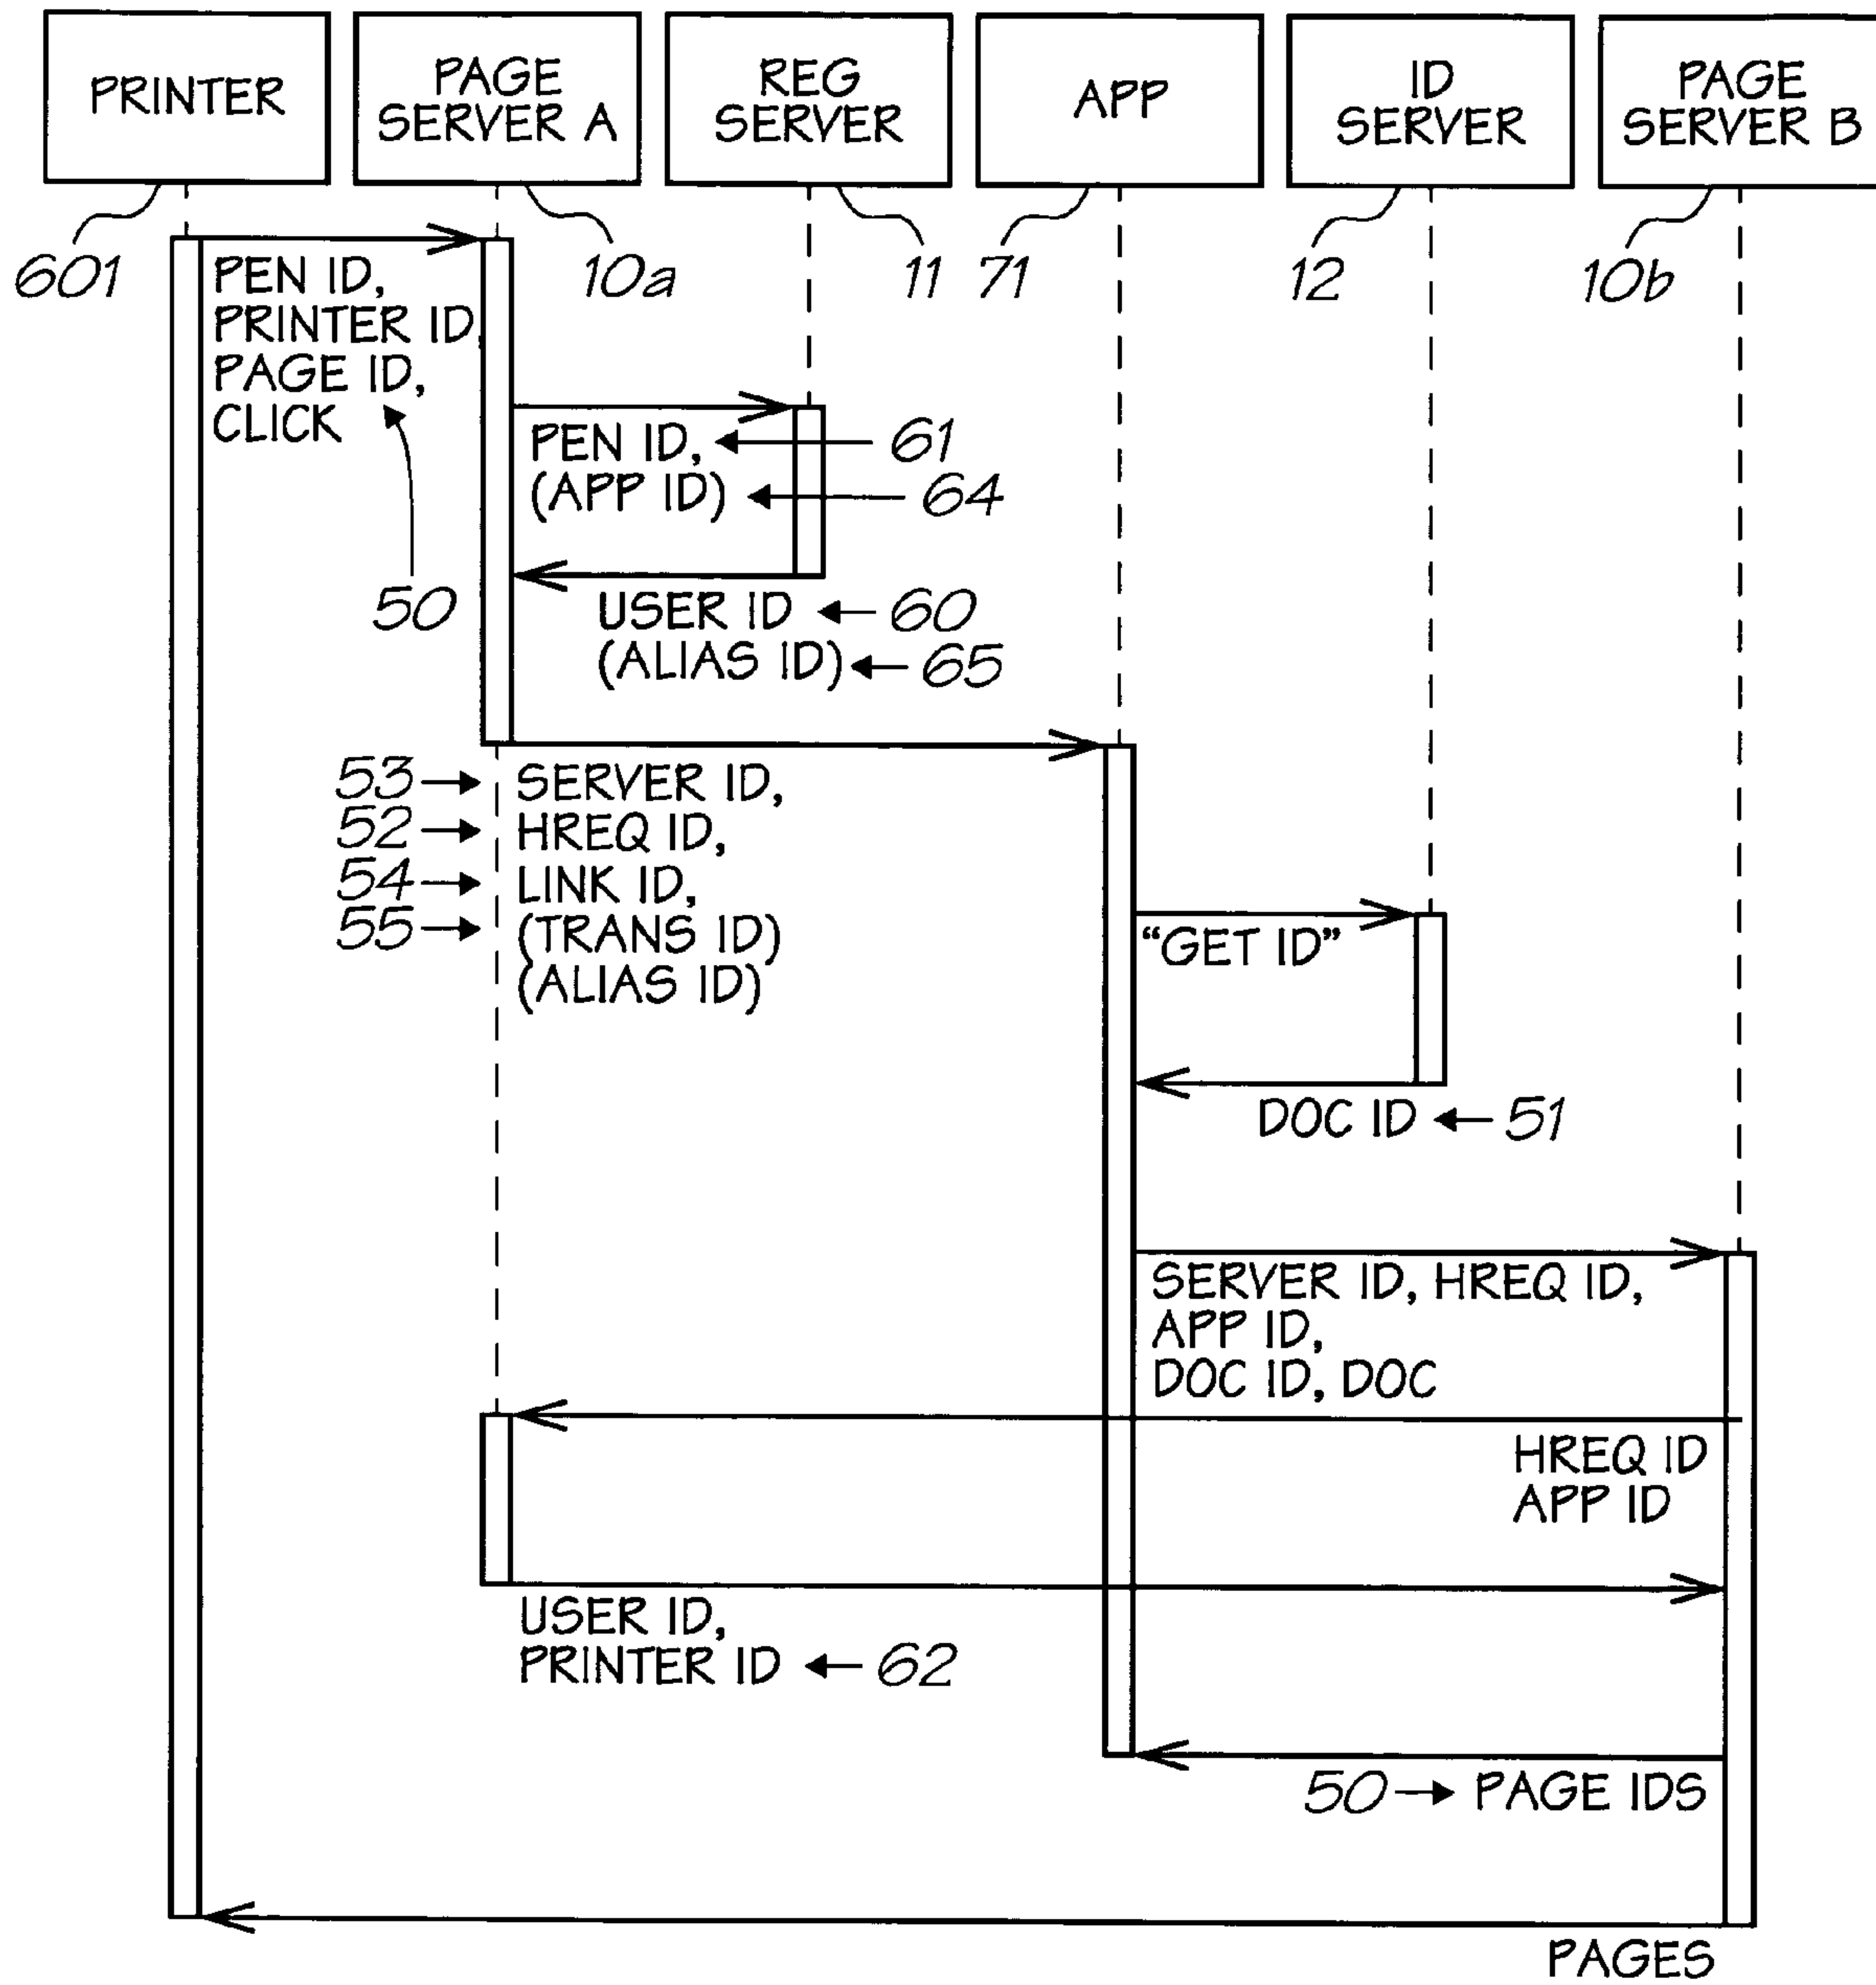 PRINTER
PAGE
SERVER A
REG
SERVER
APP
ID
SERVER
PAGE
SERVER B
601
10a
11
71
12
10b
PEN ID,
PRINTER ID
PAGE ID,
CLICK
50
PEN ID, 61
(APP ID) 64
USER ID 60
(ALIAS ID) 65
53 SERVER ID,
52 HREQ ID,
54 LINK ID,
55 (TRANS ID)
(ALIAS ID)
“GET ID”
DOC ID 51
SERVER ID, HREQ ID,
APP ID,
DOC ID, DOC
HREQ ID
APP ID
USER ID,
PRINTER ID 62
50 PAGE IDS
PAGES